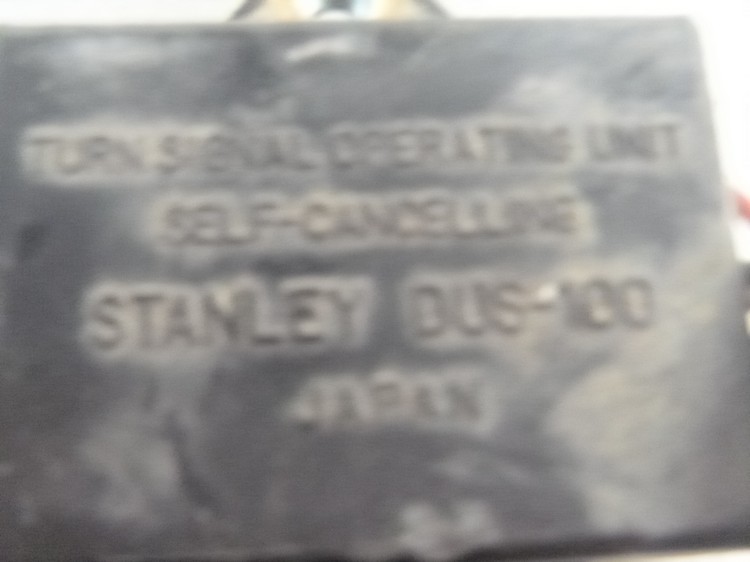 TURN SIGNAL OPERATING UNIT
SELF-CANCELLING
STANLEY DUS-100
JAPAN